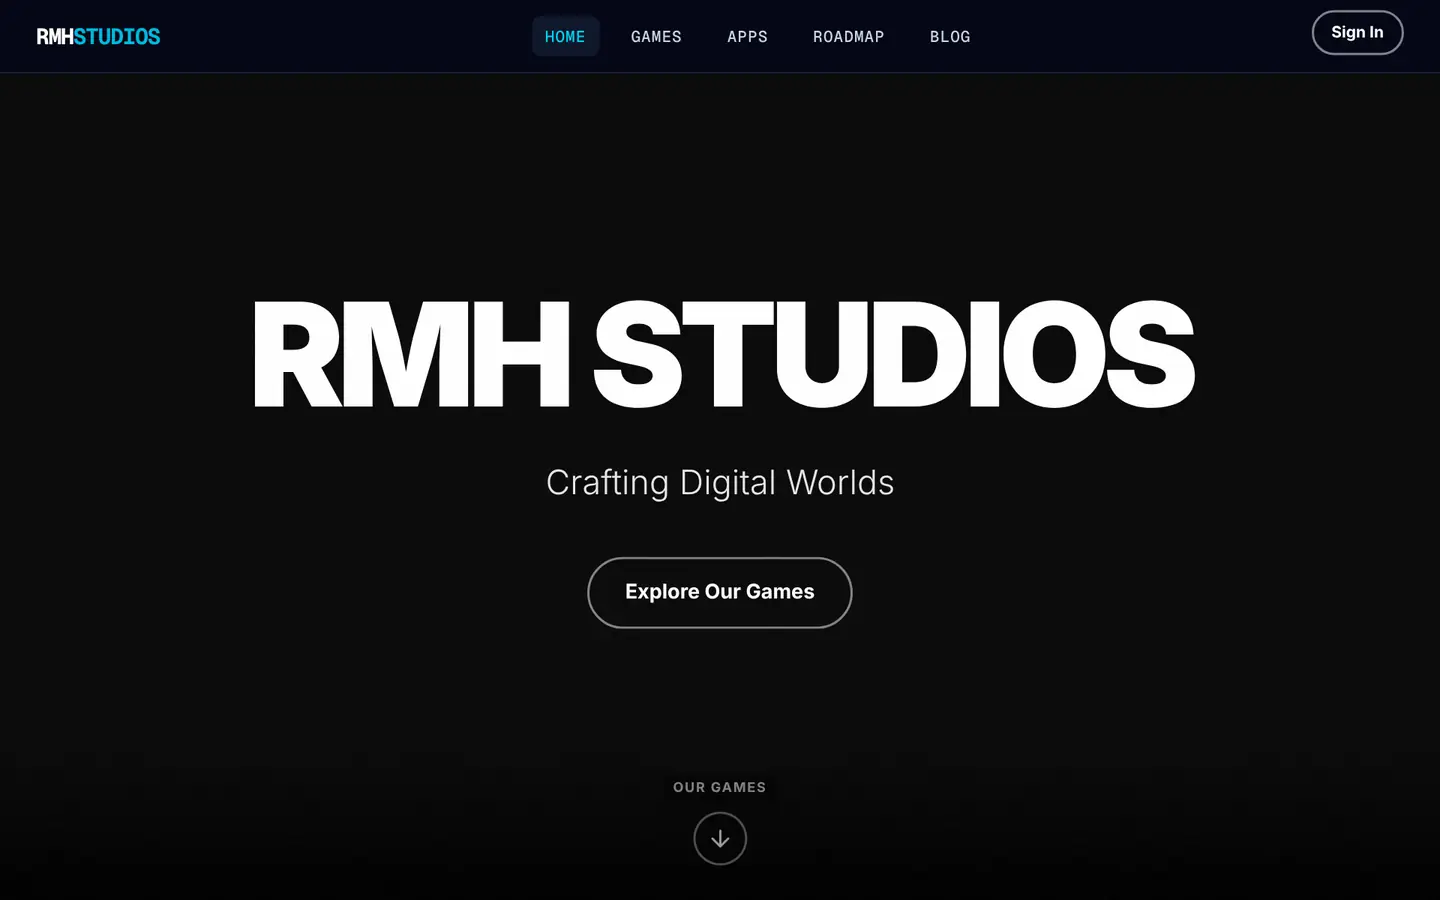 RMHSTUDIOS
HOME GAMES APPS ROADMAP BLOG
Sign In
RMH STUDIOS
Crafting Digital Worlds
Explore Our Games
OUR GAMES